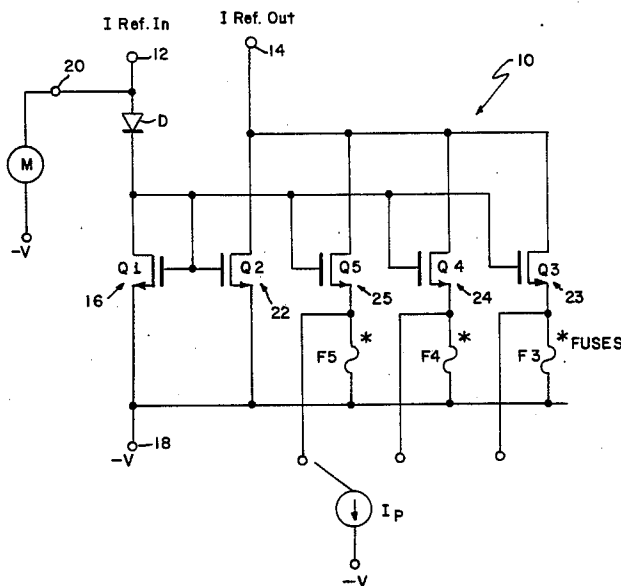 I Ref. In
I Ref. Out
20
12
14
10
D
M
-V
Q1
Q2
Q5
Q4
Q3
16
22
25
24
23
F5
*
F4
*
F3
* FUSES
18
-V
I P
-V